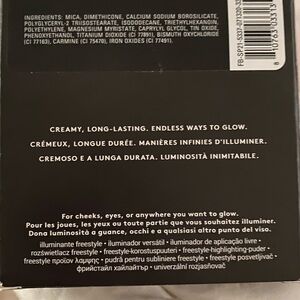 INGREDIENTS: MICA, DIMETHICONE, CALCIUM SODIUM BOROSILICATE,
POLYGLYCERYL-2 TRIISOSTEARATE, ISODODECANE, TRIETHYLHEXANOIN,
POLYETHYLENE, MAGNESIUM MYRISTATE, CAPRYLYL GLYCOL, TIN OXIDE,
PHENOXYETHANOL, TITANIUM DIOXIDE (CI 77891), BISMUTH OXYCHLORIDE
(CI 77163), CARMINE (CI 75470), IRON OXIDES (CI 77491).
CREAMY, LONG-LASTING. ENDLESS WAYS TO GLOW.
CRÉMEUX, LONGUE DURÉE. MANIÈRES INFINIES D'ILLUMINER.
CREMOSO E A LUNGA DURATA. LUMINOSITÀ INIMITABILE.
For cheeks, eyes, or anywhere you want to glow.
Pour les joues, les yeux ou toute partie que vous souhaitez illuminer.
Dona luminosità a guance, occhi e a qualsiasi altro punto del viso.
illuminante freestyle • iluminador versátil • iluminador de aplicação livre •
rozświetlacz freestyle • freestyle-korostuspuuteri • freestyle-highlighting-puder •
freestyle προϊόν λάμψης • pudră pentru subliniere freestyle • freestyle posvetljivač •
фристайл хайлайтер • univerzální rozjasňovač